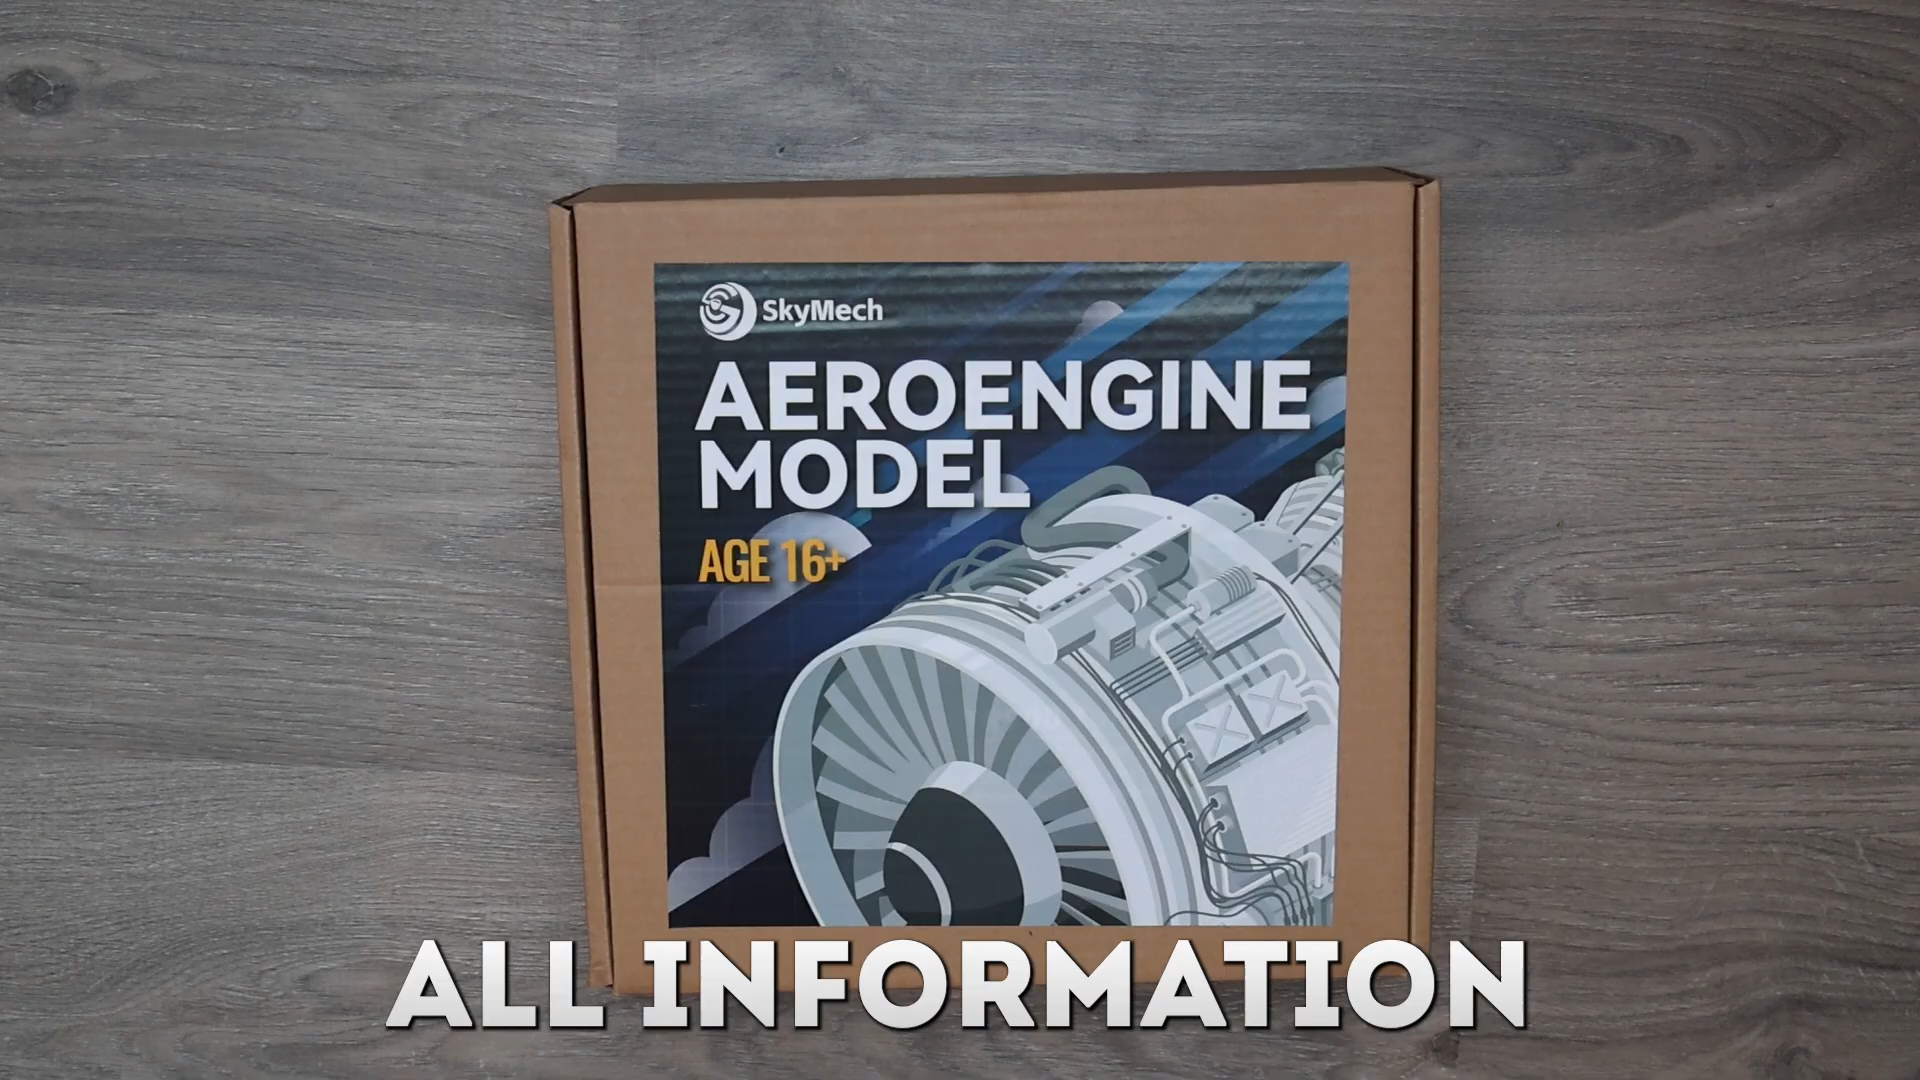 SkyMech
AEROENGINE
MODEL
AGE 16+
ALL INFORMATION